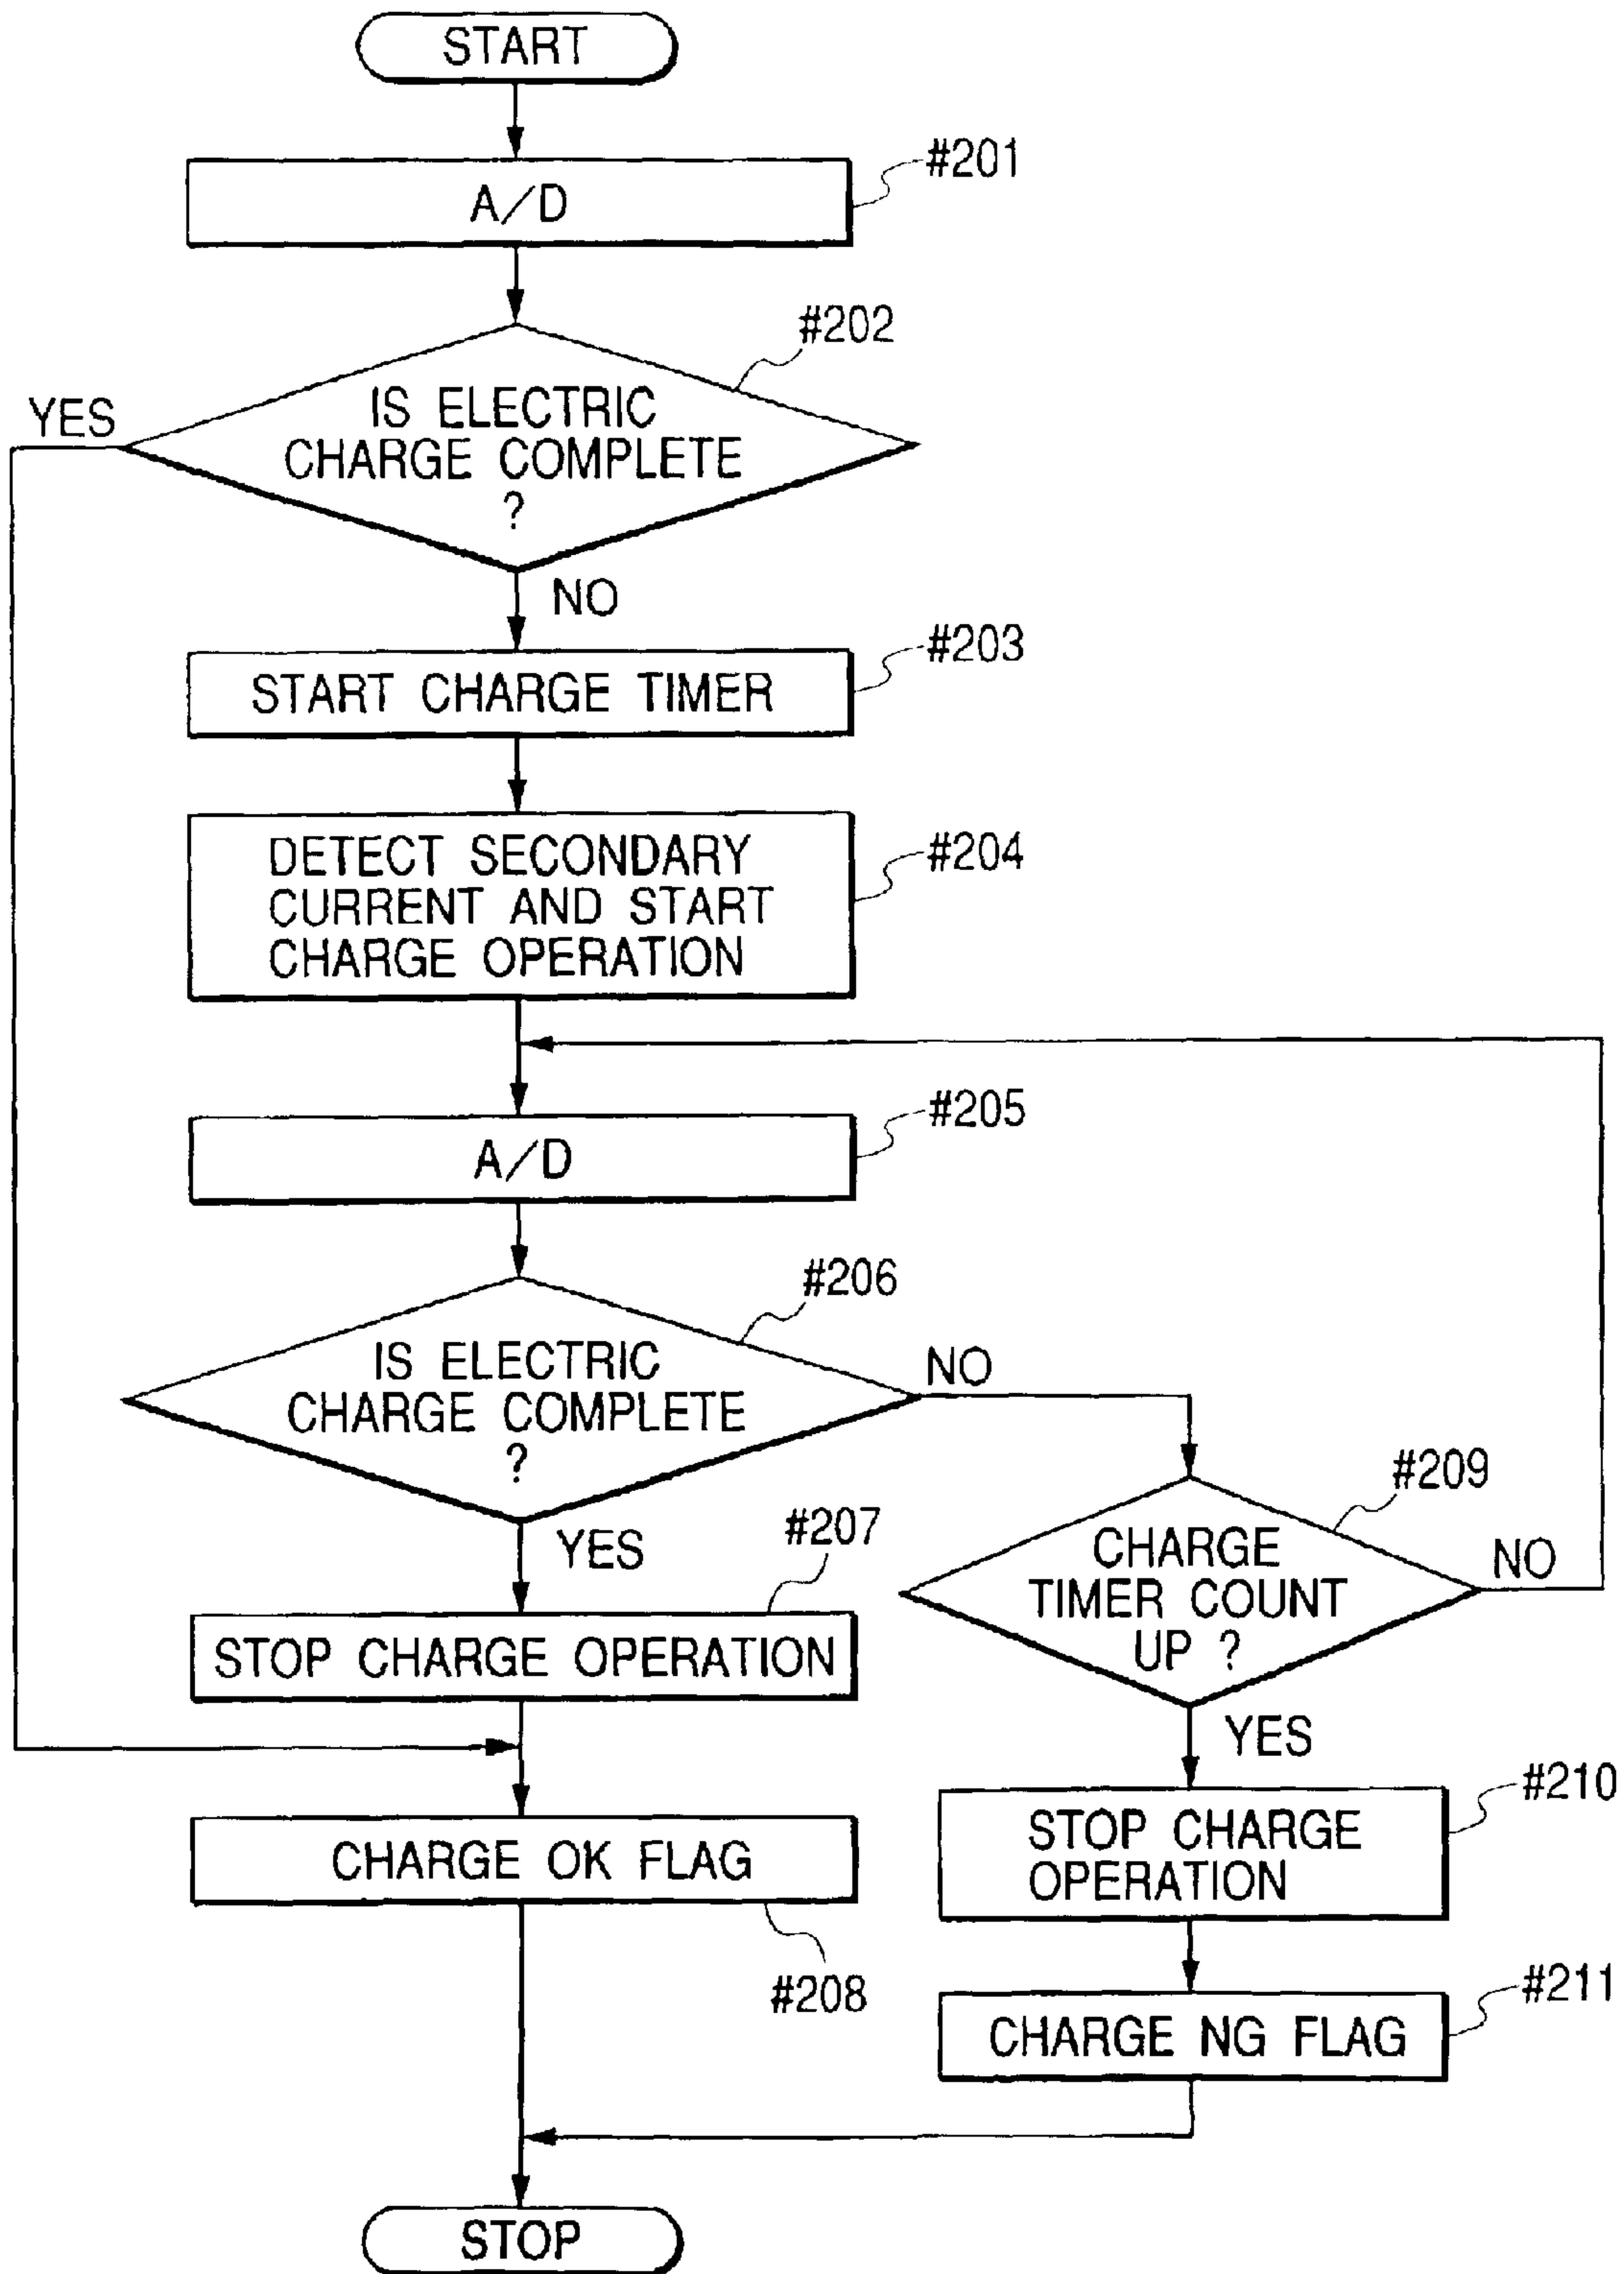 START
#201
A/D
#202
IS ELECTRIC
CHARGE COMPLETE
?
YES
NO
#203
START CHARGE TIMER
DETECT SECONDARY
CURRENT AND START
CHARGE OPERATION
#204
#205
A/D
#206
IS ELECTRIC
CHARGE COMPLETE
?
NO
YES
#209
CHARGE
TIMER COUNT
UP ?
NO
YES
#207
STOP CHARGE OPERATION
CHARGE OK FLAG
#208
#210
STOP CHARGE
OPERATION
#211
CHARGE NG FLAG
STOP